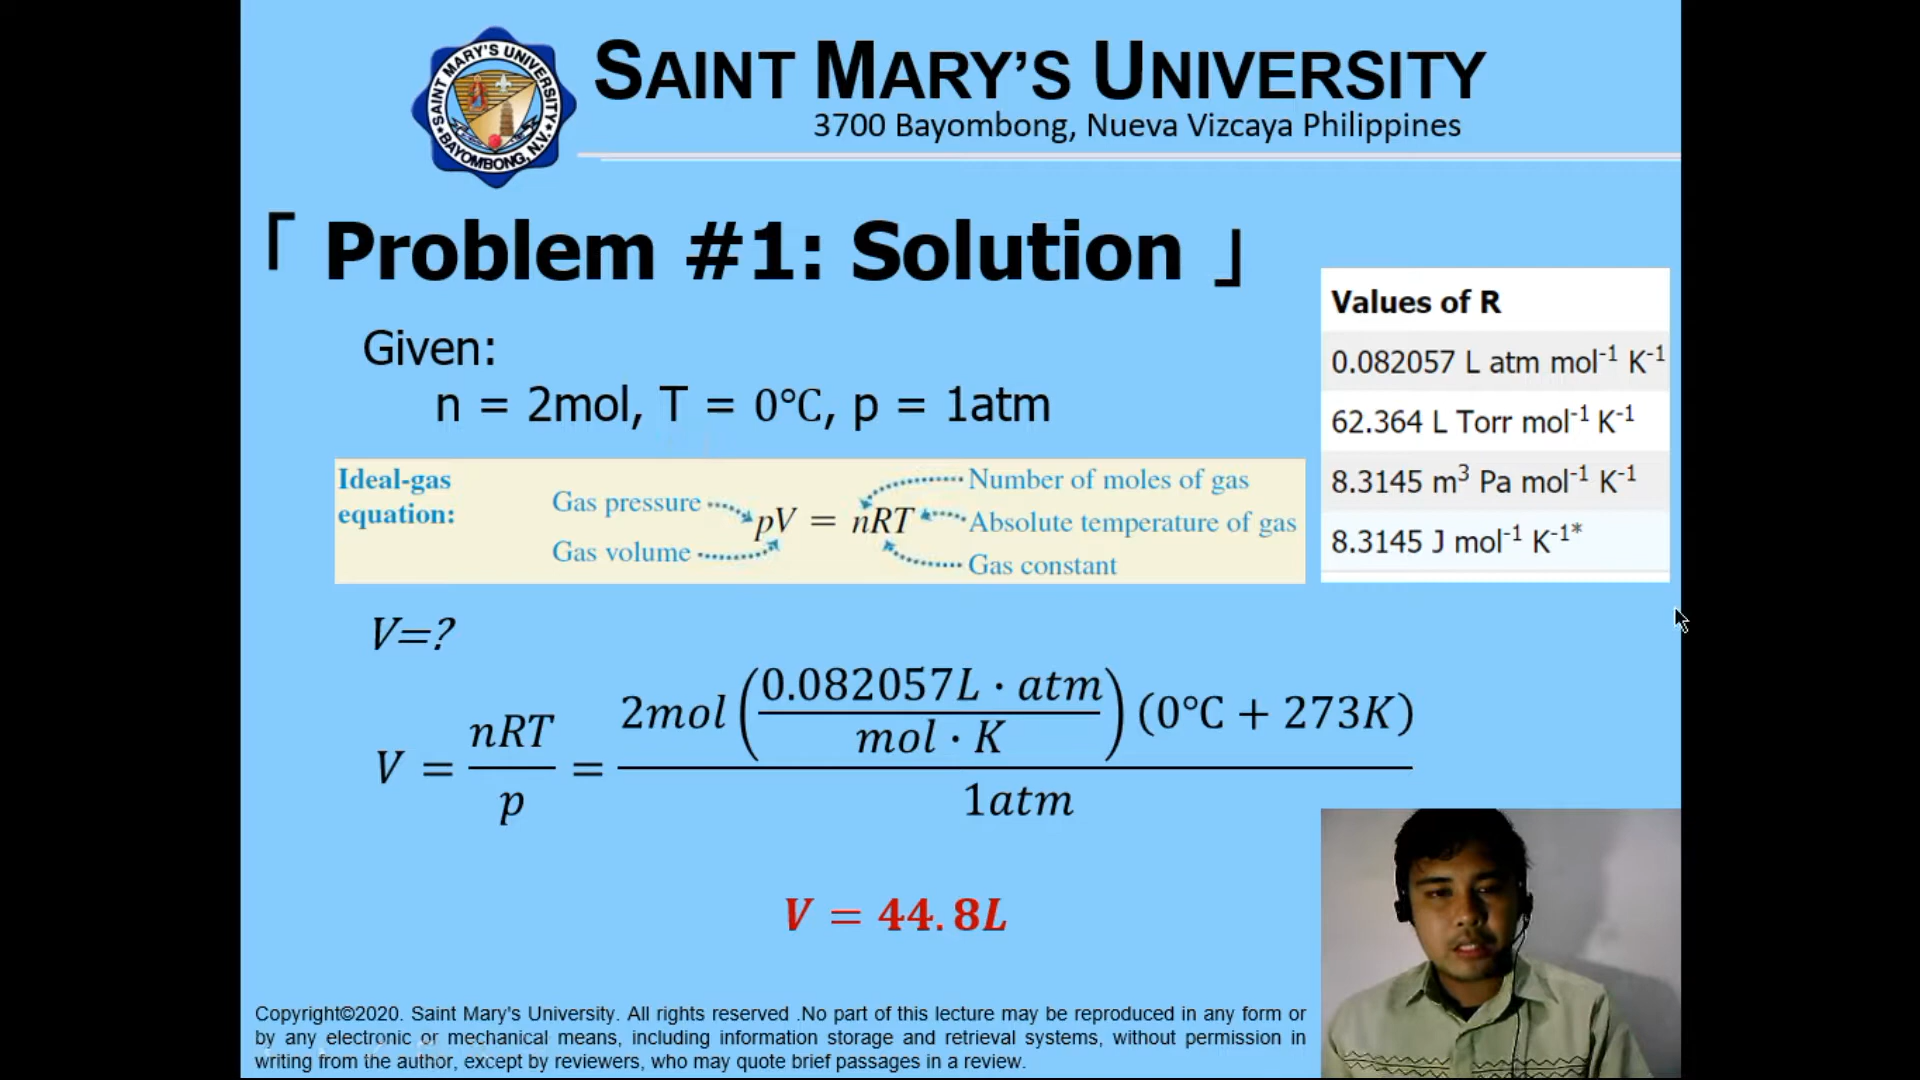 SAINT MARY'S UNIVERSITY
BAYOMBONG, N.V.
SAINT MARY'S UNIVERSITY
3700 Bayombong, Nueva Vizcaya Philippines
「 Problem #1: Solution 」
Given:
n = 2mol, T = 0℃, p = 1atm
Values of R
0.082057 L atm mol⁻¹ K⁻¹
62.364 L Torr mol⁻¹ K⁻¹
8.3145 m³ Pa mol⁻¹ K⁻¹
8.3145 J mol⁻¹ K⁻¹*
Ideal-gas
equation:
Gas pressure
Gas volume
pV = nRT
Number of moles of gas
Absolute temperature of gas
Gas constant
V=?
V = nRT/p = 2mol (0.082057L · atm/mol · K) (0℃ + 273K)/1atm
V = 44.8L
Copyright©2020. Saint Mary's University. All rights reserved .No part of this lecture may be reproduced in any form or
by any electronic or mechanical means, including information storage and retrieval systems, without permission in
writing from the author, except by reviewers, who may quote brief passages in a review.